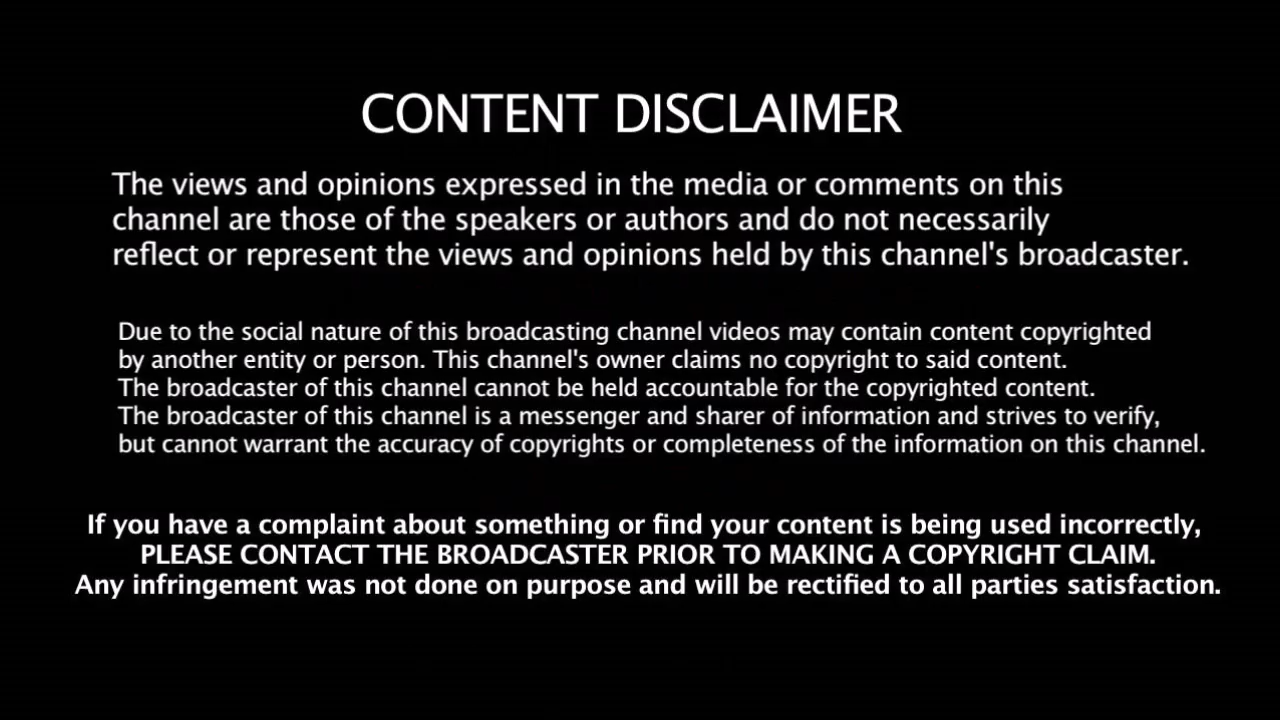 CONTENT DISCLAIMER
The views and opinions expressed in the media or comments on this
channel are those of the speakers or authors and do not necessarily
reflect or represent the views and opinions held by this channel's broadcaster.
Due to the social nature of this broadcasting channel videos may contain content copyrighted
by another entity or person. This channel's owner claims no copyright to said content.
The broadcaster of this channel cannot be held accountable for the copyrighted content.
The broadcaster of this channel is a messenger and sharer of information and strives to verify,
but cannot warrant the accuracy of copyrights or completeness of the information on this channel.
If you have a complaint about something or find your content is being used incorrectly,
PLEASE CONTACT THE BROADCASTER PRIOR TO MAKING A COPYRIGHT CLAIM.
Any infringement was not done on purpose and will be rectified to all parties satisfaction.